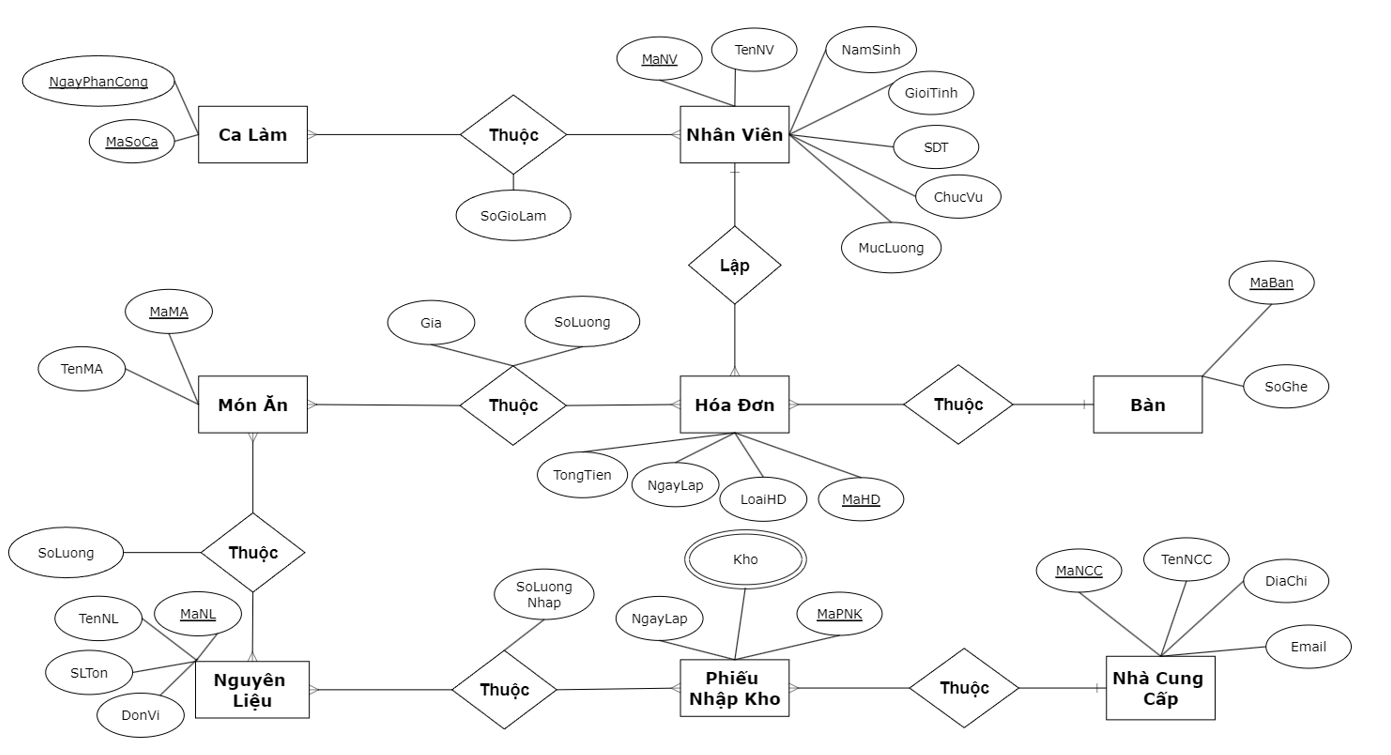 NgayPhanCong
MaSoCa
Ca Làm
Thuộc
SoGioLam
MaNV
TenNV
NamSinh
GioiTinh
SDT
ChucVu
MucLuong
Nhân Viên
Lập
MaMA
TenMA
Món Ăn
Gia
SoLuong
Thuộc
Hóa Đơn
TongTien
NgayLap
LoaiHD
MaHD
Thuộc
Bàn
MaBan
SoGhe
SoLuong
Thuộc
TenNL
MaNL
SLTon
DonVi
Nguyên
Liệu
SoLuong
Nhap
Thuộc
Kho
NgayLap
MaPNK
Phiếu
Nhập Kho
Thuộc
MaNCC
TenNCC
DiaChi
Email
Nhà Cung
Cấp